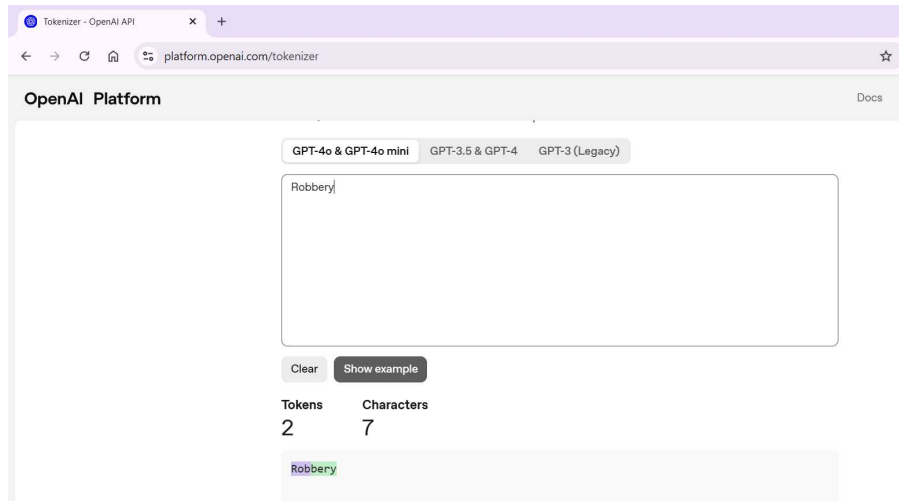 Tokenizer - OpenAI API
platform.openai.com/tokenizer
OpenAI Platform
Docs
GPT-4o & GPT-4o mini GPT-3.5 & GPT-4 GPT-3 (Legacy)
Robbery
Clear Show example
Tokens Characters
2 7
Robbery